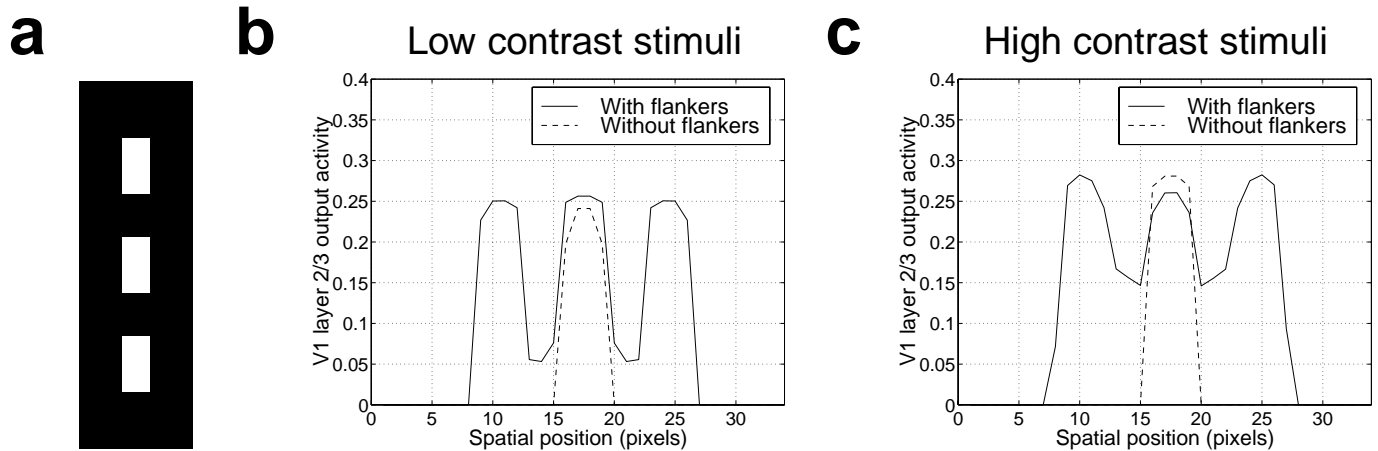 a
b
Low contrast stimuli
V1 layer 2/3 output activity
0.4
0.35
0.3
0.25
0.2
0.15
0.1
0.05
0
With flankers
Without flankers
0 5 10 15 20 25 30
Spatial position (pixels)
c
High contrast stimuli
V1 layer 2/3 output activity
0.4
0.35
0.3
0.25
0.2
0.15
0.1
0.05
0
With flankers
Without flankers
0 5 10 15 20 25 30
Spatial position (pixels)